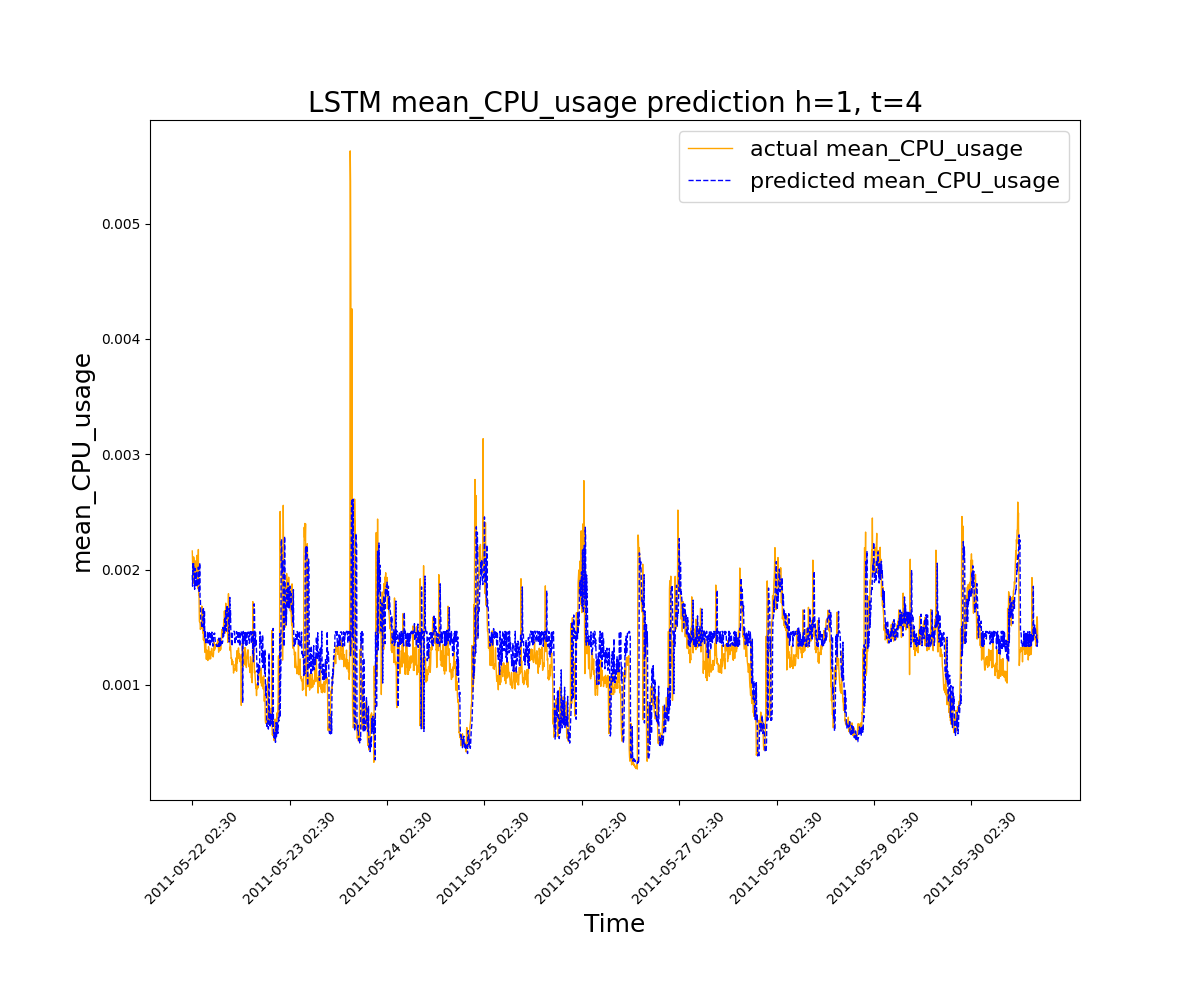 LSTM mean_CPU_usage prediction h=1, t=4
actual mean_CPU_usage
predicted mean_CPU_usage
mean_CPU_usage
0.005
0.004
0.003
0.002
0.001
2011-05-22 02:30
2011-05-23 02:30
2011-05-24 02:30
2011-05-25 02:30
2011-05-26 02:30
2011-05-27 02:30
2011-05-28 02:30
2011-05-29 02:30
2011-05-30 02:30
Time